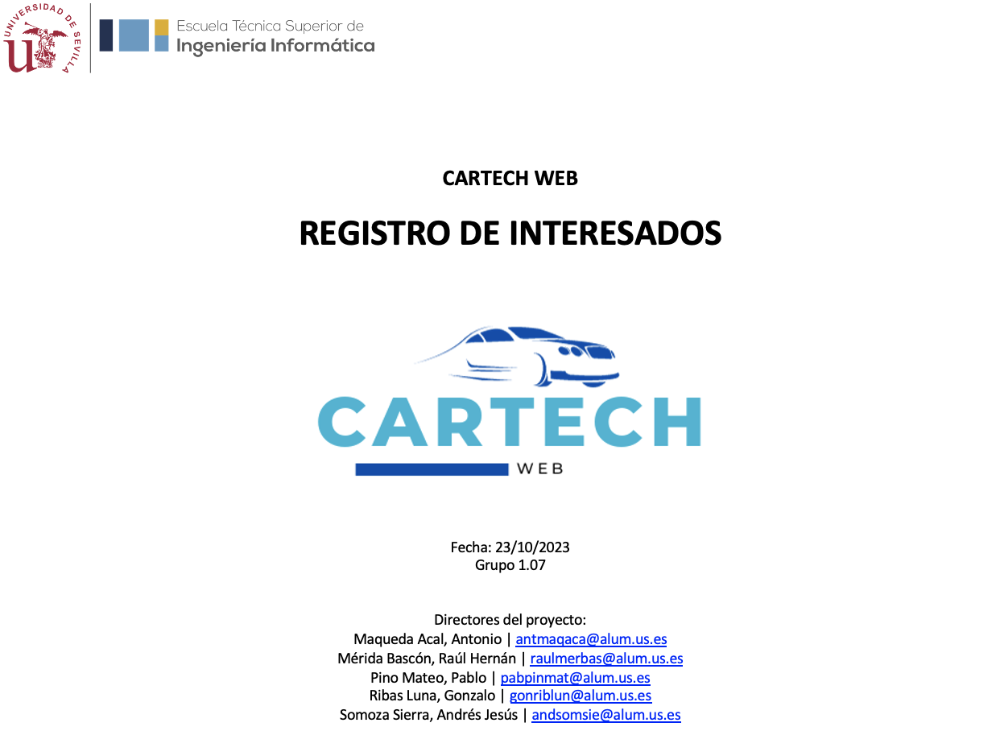 UNIVERSIDAD DE SEVILLA
Escuela Técnica Superior de
Ingeniería Informática
CARTECH WEB
REGISTRO DE INTERESADOS
CARTECH
WEB
Fecha: 23/10/2023
Grupo 1.07
Directores del proyecto:
Maqueda Acal, Antonio | antmaqaca@alum.us.es
Mérida Bascón, Raúl Hernán | raulmerbas@alum.us.es
Pino Mateo, Pablo | pabpinmat@alum.us.es
Ribas Luna, Gonzalo | gonriblun@alum.us.es
Somoza Sierra, Andrés Jesús | andsomsie@alum.us.es